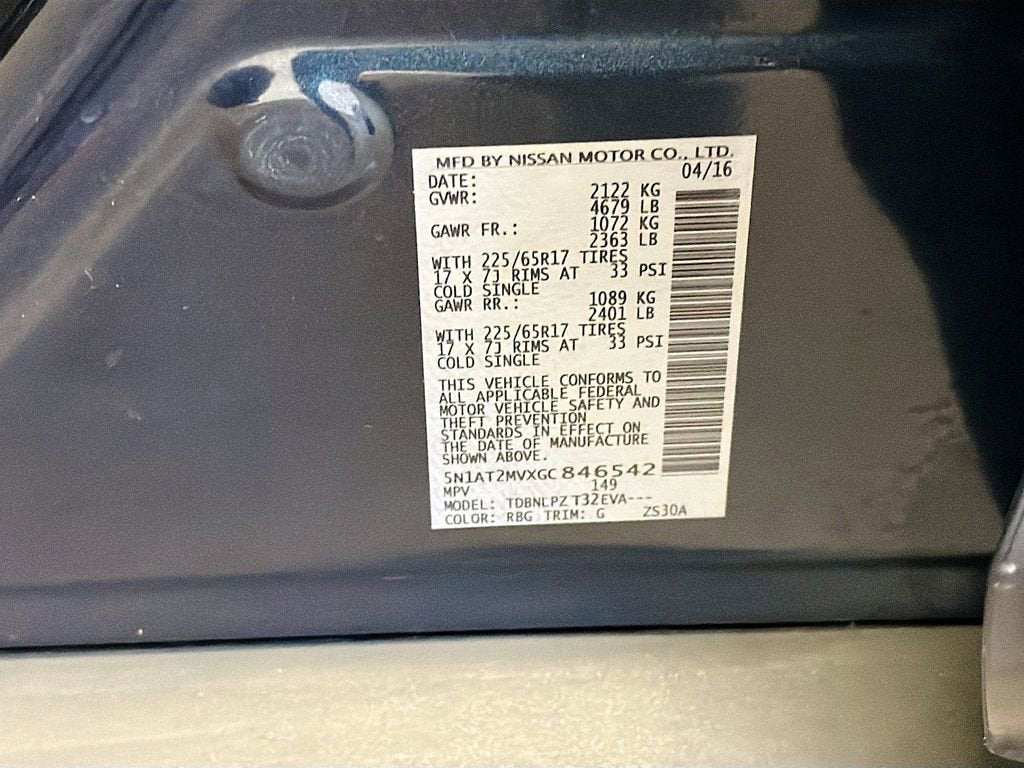 MFD BY NISSAN MOTOR CO., LTD.
DATE: 04/16
GVWR: 2122 KG
4679 LB
GAWR FR.: 1072 KG
2363 LB
WITH 225/65R17 TIRES
17 X 7J RIMS AT 33 PSI
COLD SINGLE
GAWR RR.: 1089 KG
2401 LB
WITH 225/65R17 TIRES
17 X 7J RIMS AT 33 PSI
COLD SINGLE
THIS VEHICLE CONFORMS TO
ALL APPLICABLE FEDERAL
MOTOR VEHICLE SAFETY AND
THEFT PREVENTION
STANDARDS IN EFFECT ON
THE DATE OF MANUFACTURE
SHOWN ABOVE.
5N1AT2MVXGC846542
MPV 149
MODEL: TDBNLPZ T32EVA---
COLOR: RBG TRIM: G ZS30A